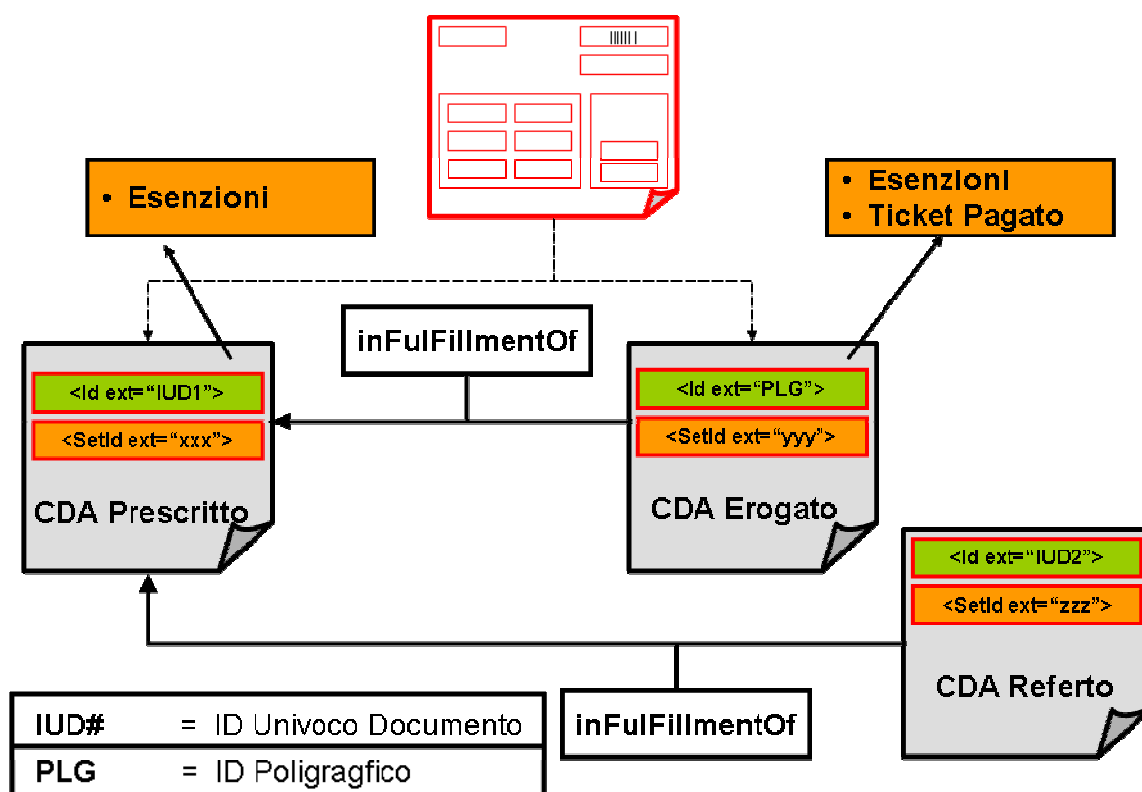 • Esenzioni
• Esenzioni
• Ticket Pagato
inFulFillmentOf
<Id ext="IUD1">
<SetId ext="xxx">
CDA Prescritto
<Id ext="PLG">
<SetId ext="yyy">
CDA Erogato
<Id ext="IUD2">
<SetId ext="zzz">
CDA Referto
inFulFillmentOf
IUD# = ID Univoco Documento
PLG = ID Poligragfico